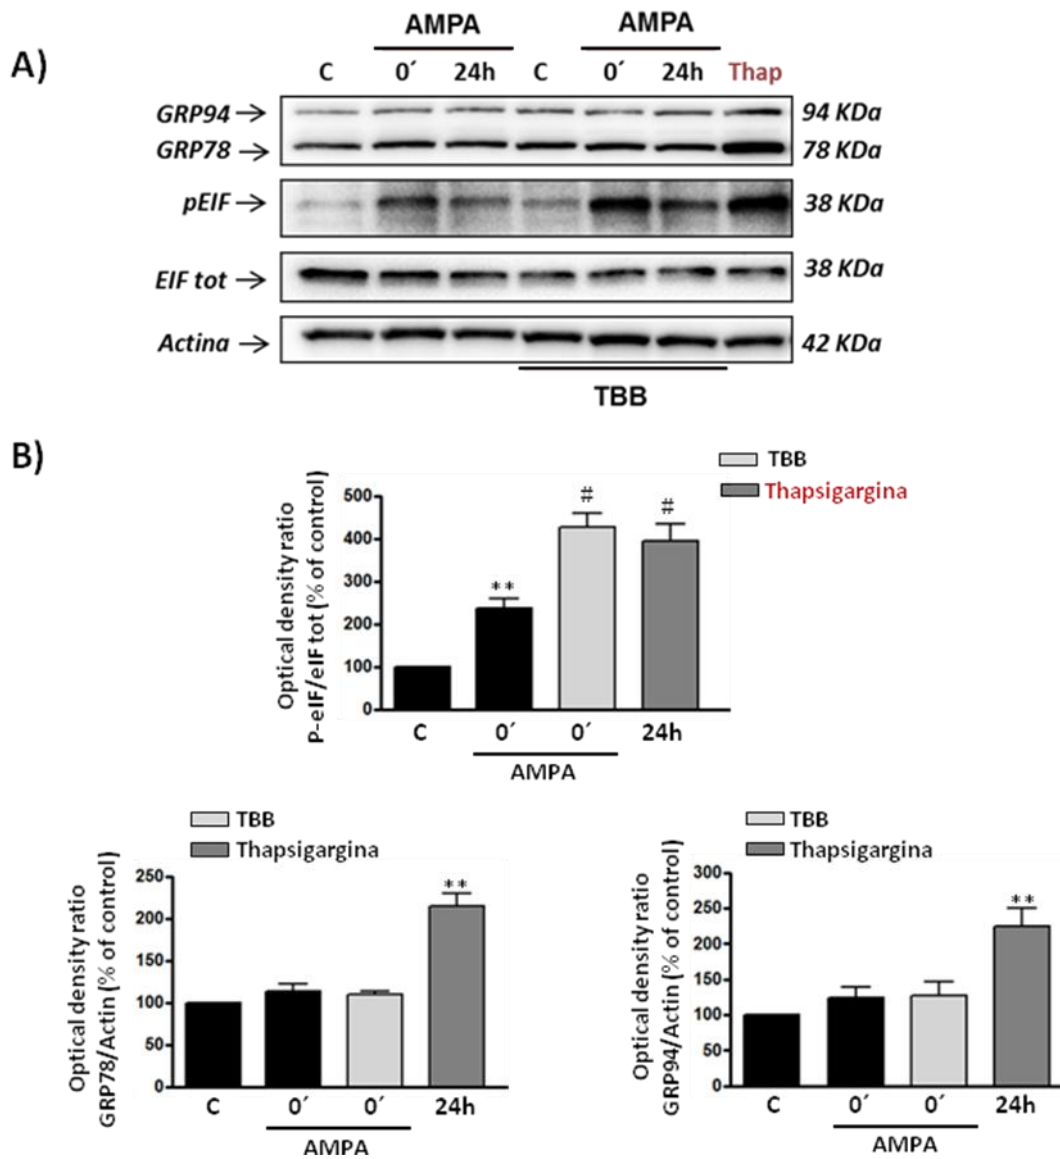 A)
AMPA AMPA
C 0´ 24h C 0´ 24h Thap
GRP94 94 KDa
GRP78 78 KDa
pEIF 38 KDa
EIF tot 38 KDa
Actina 42 KDa
TBB
B)
TBB
Thapsigargina
Optical density ratio
P-eIF/eIF tot (% of control)
500
400
300
200
100
0
**
#
#
C 0´ 0´ 24h
AMPA
TBB
Thapsigargina
Optical density ratio
GRP78/Actin (% of control)
250
200
150
100
50
0
**
C 0´ 0´ 24h
AMPA
TBB
Thapsigargina
Optical density ratio
GRP94/Actin (% of control)
300
250
200
150
100
50
0
**
C 0´ 0´ 24h
AMPA